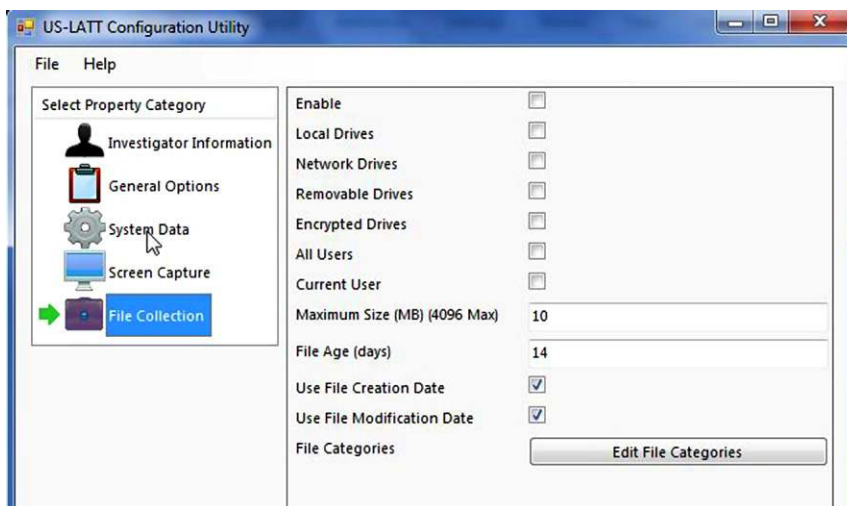 US-LATT Configuration Utility
File Help
Select Property Category
Investigator Information
General Options
System Data
Screen Capture
File Collection
Enable
Local Drives
Network Drives
Removable Drives
Encrypted Drives
All Users
Current User
Maximum Size (MB) (4096 Max) 10
File Age (days) 14
Use File Creation Date
Use File Modification Date
File Categories Edit File Categories